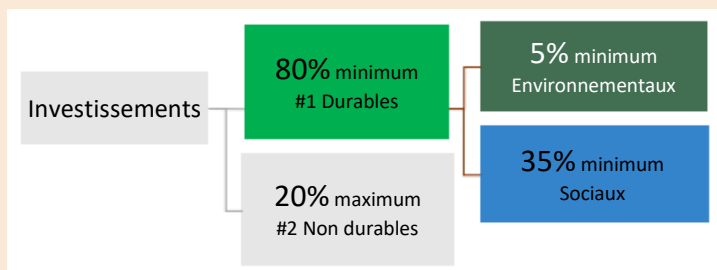 Investissements
80% minimum
#1 Durables
20% maximum
#2 Non durables
5% minimum
Environnementaux
35% minimum
Sociaux